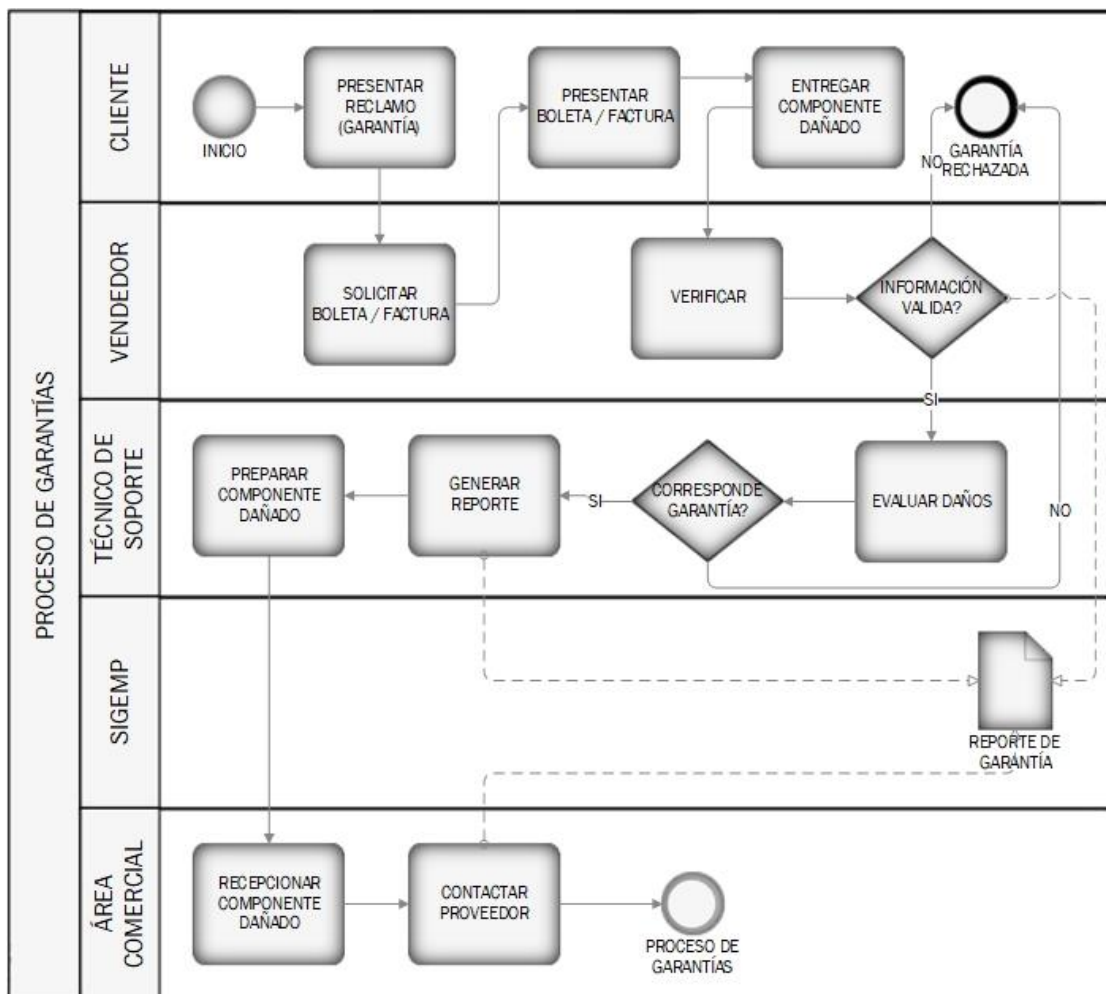 PROCESO DE GARANTÍAS
CLIENTE
INICIO
PRESENTAR
RECLAMO
(GARANTÍA)
PRESENTAR
BOLETA / FACTURA
ENTREGAR
COMPONENTE
DAÑADO
NO
GARANTÍA
RECHAZADA
VENDEDOR
SOLICITAR
BOLETA / FACTURA
VERIFICAR
INFORMACIÓN
VALIDA?
SI
TÉCNICO DE
SOPORTE
PREPARAR
COMPONENTE
DAÑADO
GENERAR
REPORTE
SI
CORRESPONDE
GARANTÍA?
EVALUAR DAÑOS
NO
SIGEMP
REPORTE DE
GARANTÍA
ÁREA
COMERCIAL
RECEPCIONAR
COMPONENTE
DAÑADO
CONTACTAR
PROVEEDOR
PROCESO DE
GARANTÍAS